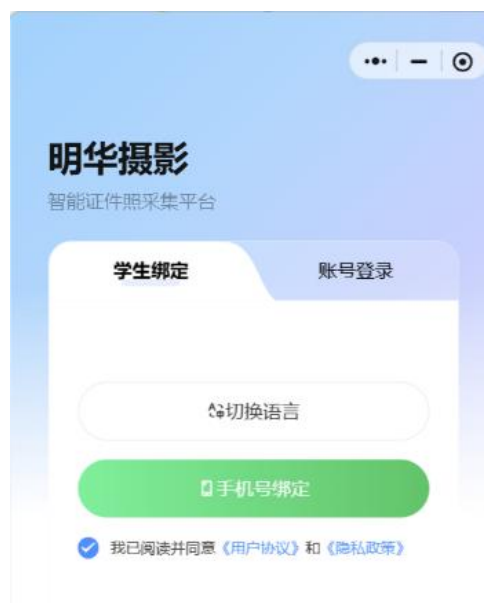 明华摄影
智能证件照采集平台
学生绑定
账号登录
切换语言
手机号绑定
我已阅读并同意《用户协议》和《隐私政策》